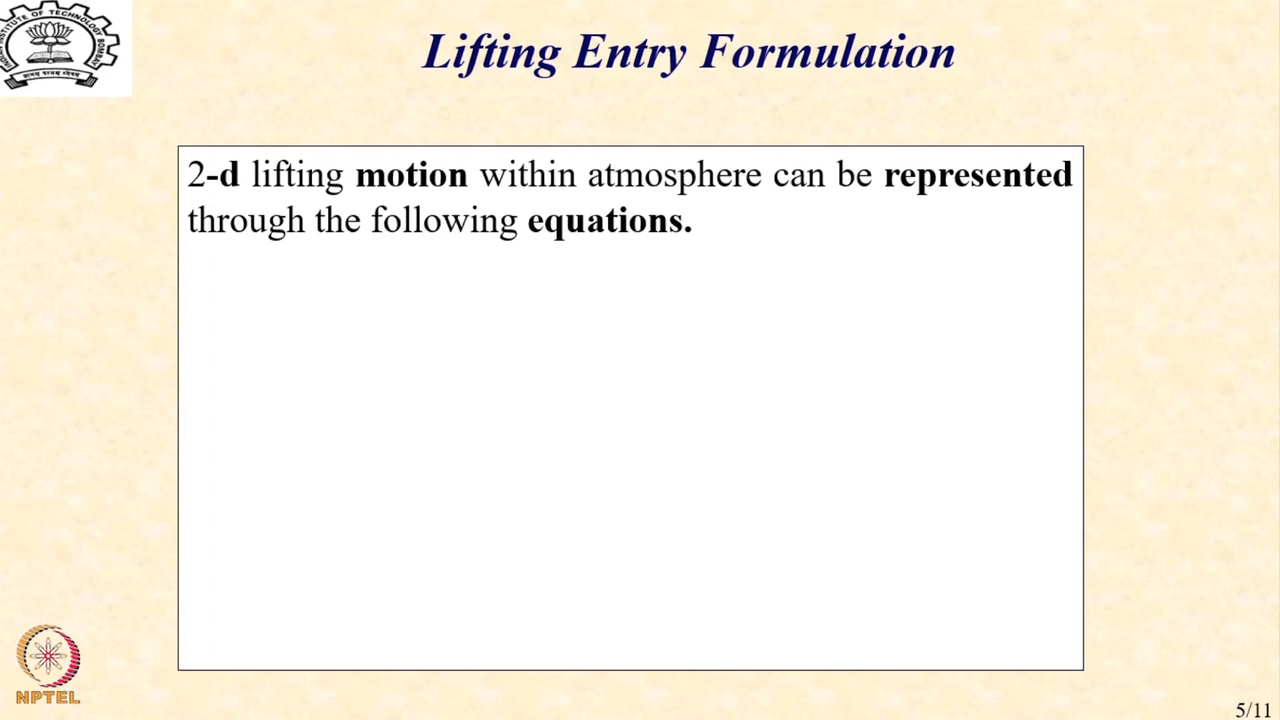 Lifting Entry Formulation
2-d lifting motion within atmosphere can be represented
through the following equations.
NPTEL
5/11